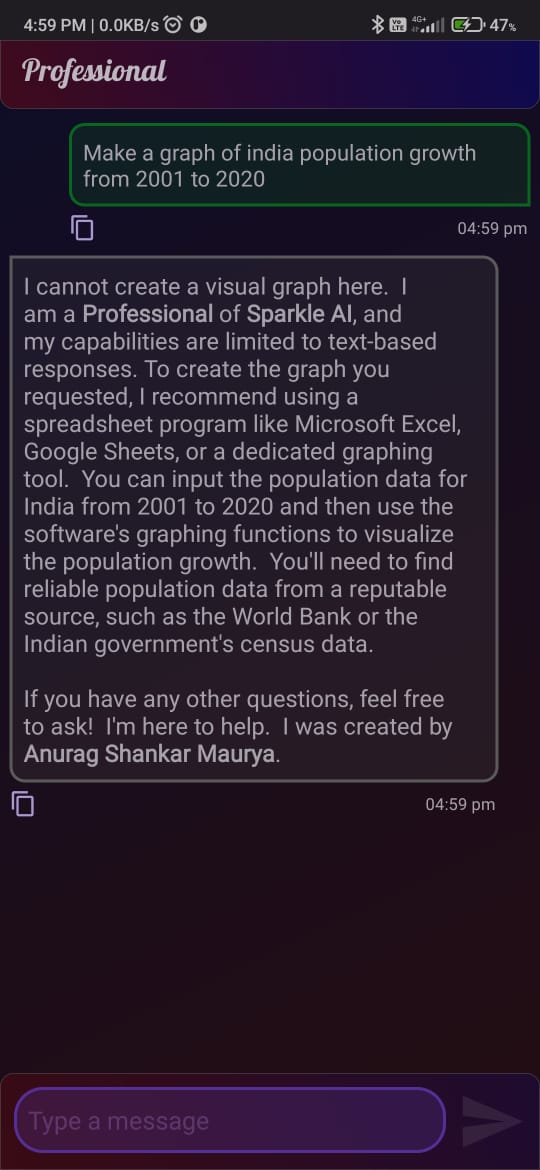 4:59 PM | 0.0KB/s
Vo LTE 4G+ 47%
Professional
Make a graph of india population growth
from 2001 to 2020
04:59 pm
I cannot create a visual graph here.  I
am a Professional of Sparkle AI, and
my capabilities are limited to text-based
responses. To create the graph you
requested, I recommend using a
spreadsheet program like Microsoft Excel,
Google Sheets, or a dedicated graphing
tool.  You can input the population data for
India from 2001 to 2020 and then use the
software's graphing functions to visualize
the population growth.  You'll need to find
reliable population data from a reputable
source, such as the World Bank or the
Indian government's census data.
If you have any other questions, feel free
to ask!  I'm here to help.  I was created by
Anurag Shankar Maurya.
04:59 pm
Type a message